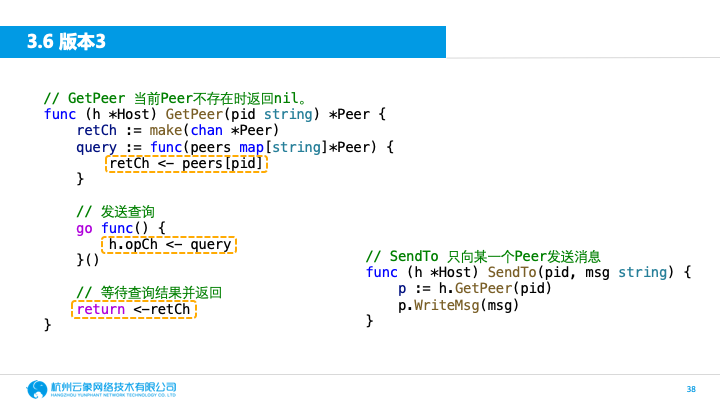 3.6 版本3
// GetPeer 当前Peer不存在时返回nil。
func (h *Host) GetPeer(pid string) *Peer {
    retCh := make(chan *Peer)
    query := func(peers map[string]*Peer) {
        retCh <- peers[pid]
    }

    // 发送查询
    go func() {
        h.opCh <- query
    }()

    // 等待查询结果并返回
    return <-retCh
}
// SendTo 只向某一个Peer发送消息
func (h *Host) SendTo(pid, msg string) {
    p := h.GetPeer(pid)
    p.WriteMsg(msg)
}
杭州云象网络技术有限公司
HANGZHOU YUNPHANT NETWORK TECHNOLOGY CO. LTD
38